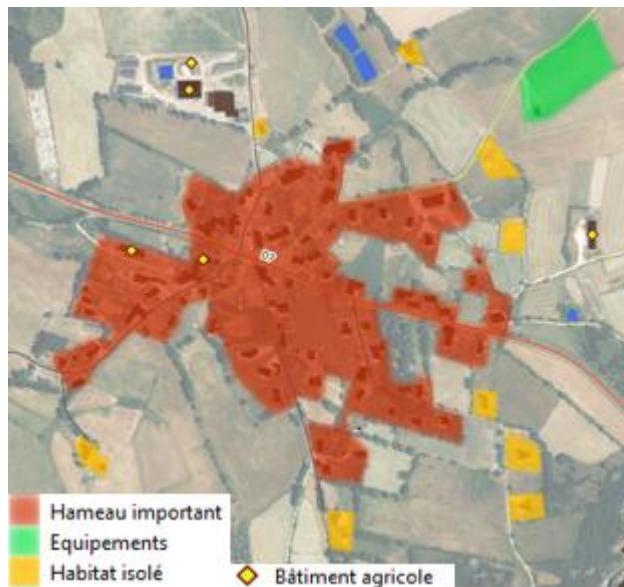 Hameau important
Equipements
Habitat isolé
Bâtiment agricole